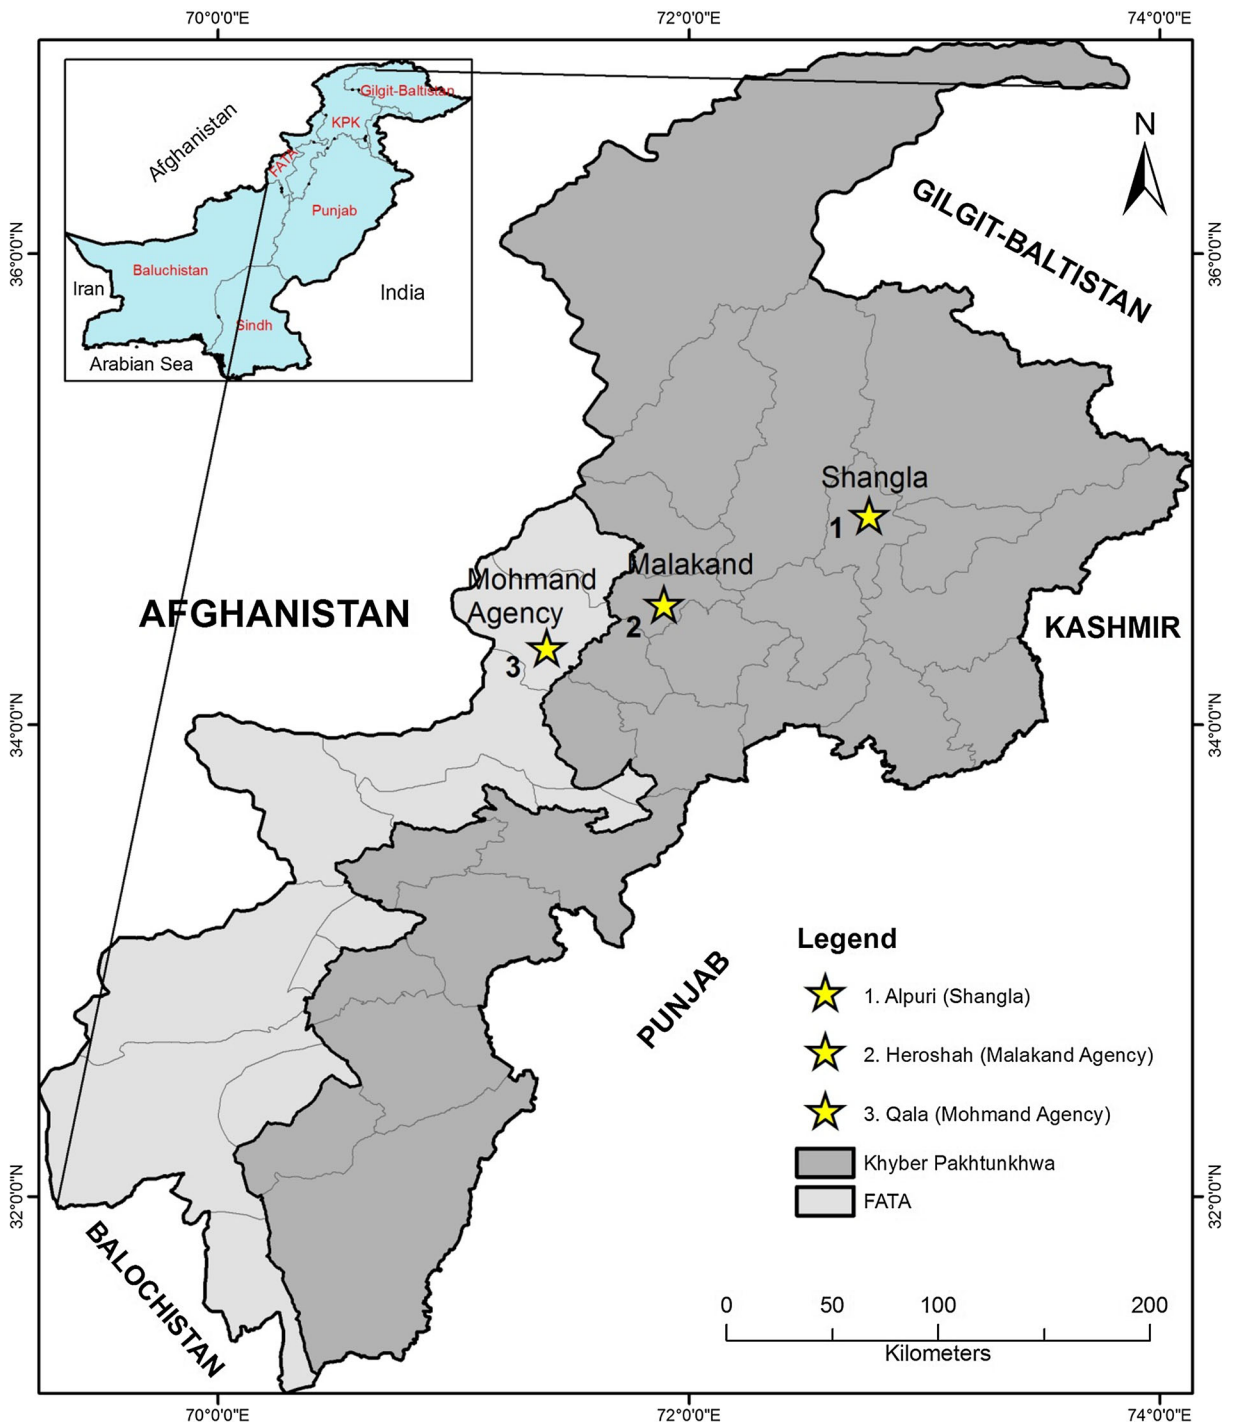 70°0'0"E
72°0'0"E
74°0'0"E
Gilgit-Baltistan
Afghanistan
KPK
FATA
Punjab
Baluchistan
Iran
India
Sindh
Arabian Sea
N
GILGIT-BALTISTAN
36°0'0"N
36°0'0"N
Shangla
1
Malakand
2
Mohmand
Agency
3
AFGHANISTAN
KASHMIR
34°0'0"N
34°0'0"N
PUNJAB
Legend
1. Alpuri (Shangla)
2. Heroshah (Malakand Agency)
3. Qala (Mohmand Agency)
Khyber Pakhtunkhwa
FATA
32°0'0"N
32°0'0"N
BALOCHISTAN
0 50 100 200
Kilometers
70°0'0"E
72°0'0"E
74°0'0"E